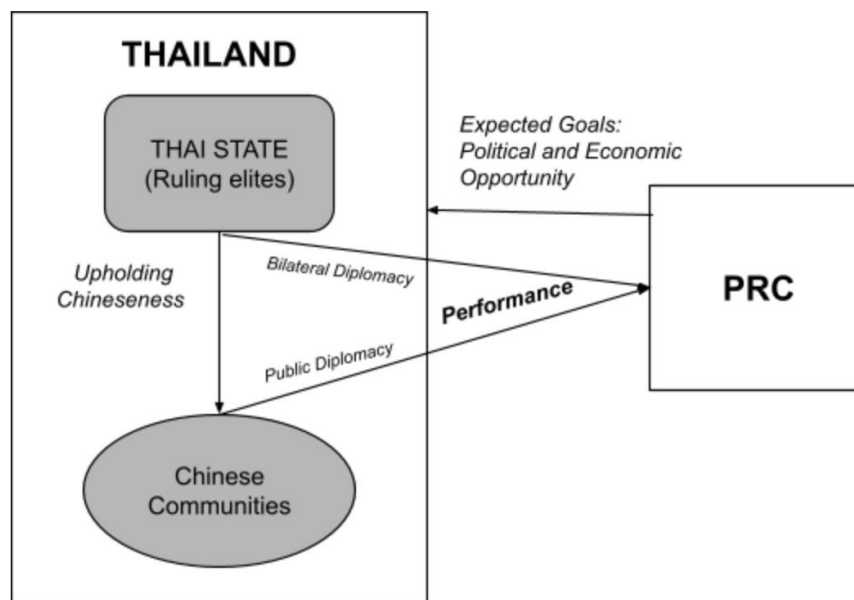 THAILAND
THAI STATE
(Ruling elites)
Expected Goals:
Political and Economic
Opportunity
Upholding
Chineseness
Bilateral Diplomacy
Performance
PRC
Public Diplomacy
Chinese
Communities